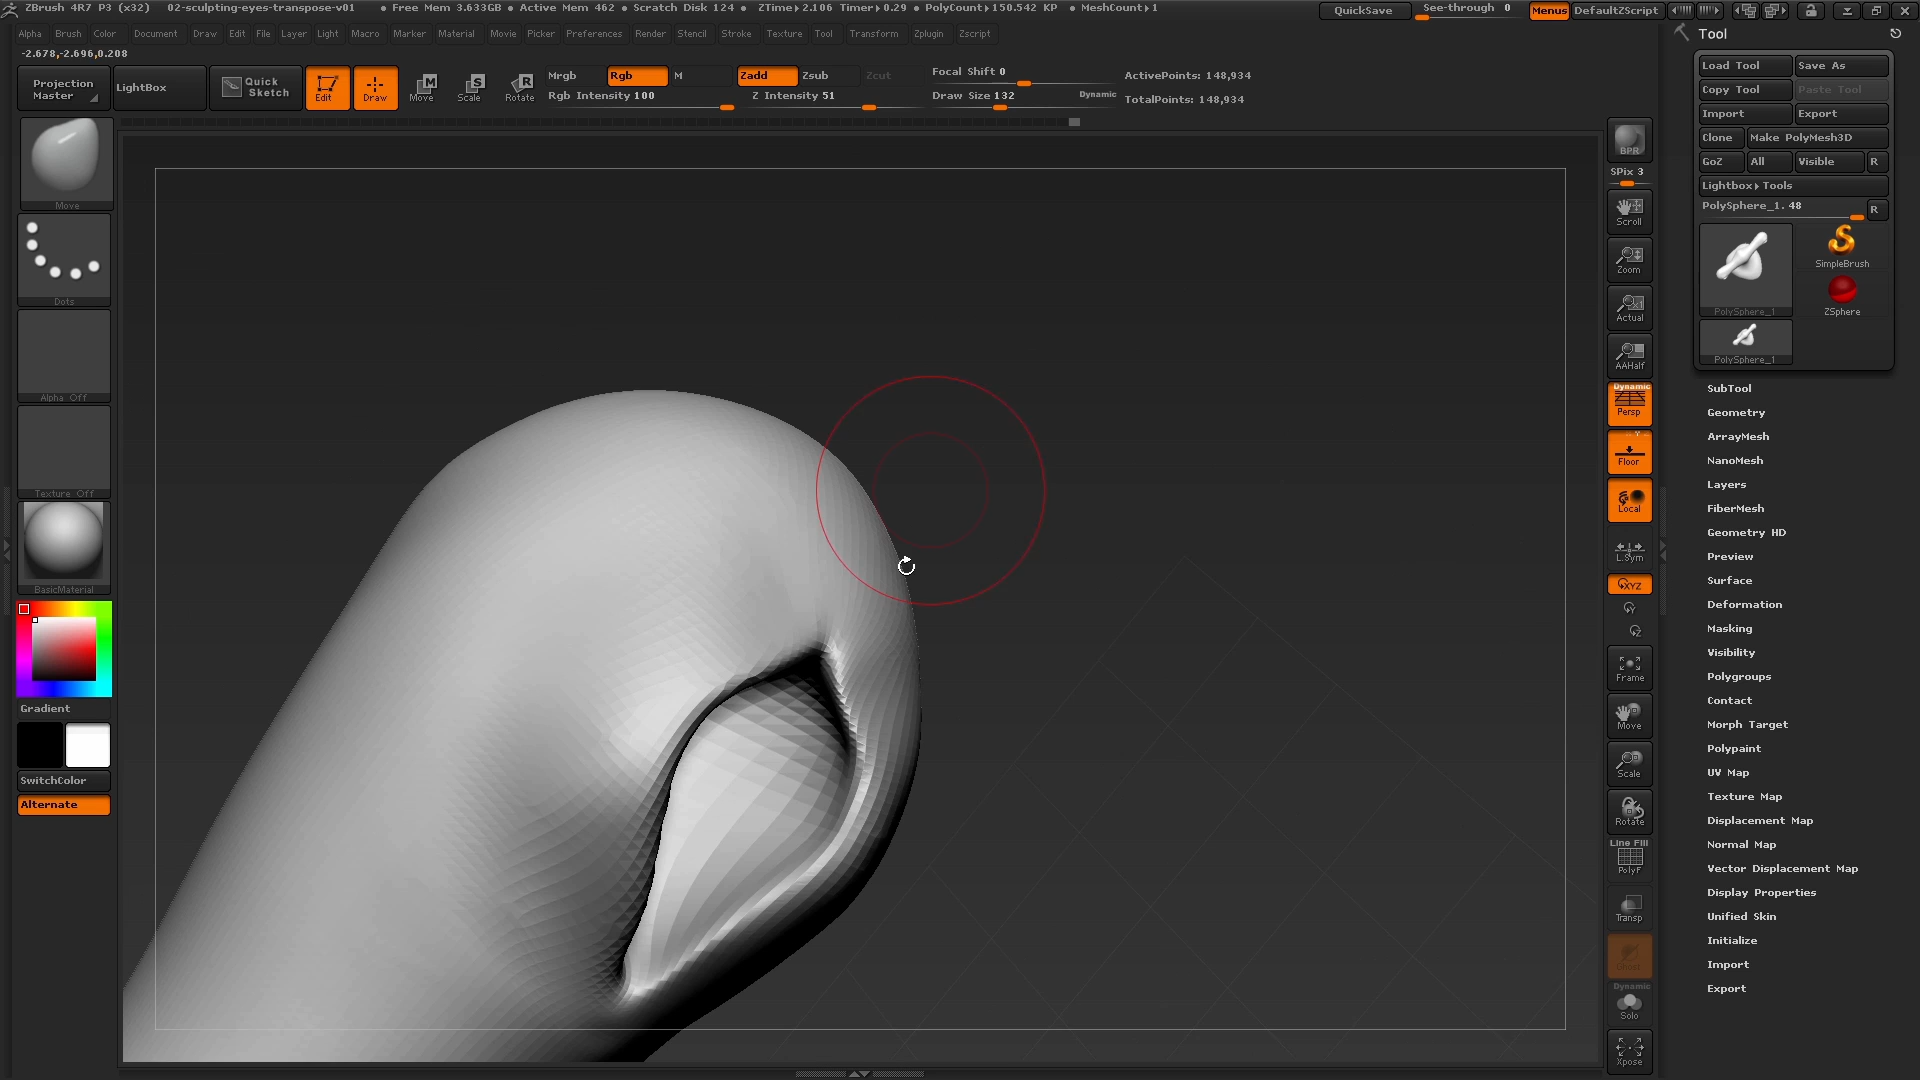 ZBrush 4R7 P3 (x32) 02-sculpting-eyes-transpose-v01 • Free Mem 3.633GB • Active Mem 462 • Scratch Disk 124 • ZTime▸2.106 Timer▸0.29 • PolyCount▸150.542 KP • MeshCount▸1 QuickSave See-through 0 Menus DefaultZScript
Alpha Brush Color Document Draw Edit File Layer Light Macro Marker Material Movie Picker Preferences Render Stencil Stroke Texture Tool Transform Zplugin Zscript
-2.678,-2.696,0.208
Projection Master
LightBox
Quick Sketch
Edit
Draw
Move
Scale
Rotate
Mrgb Rgb M
Rgb Intensity 100
Zadd Zsub Zcut
Z Intensity 51
Focal Shift 0
Draw Size 132 Dynamic
ActivePoints: 148,934
TotalPoints: 148,934
Move
Dots
Alpha Off
Texture Off
BasicMaterial
Gradient
SwitchColor
Alternate
BPR
SPix 3
Scroll
Zoom
Actual
AAHalf
Dynamic
Persp
Floor
Local
L.Sym
XYZ
Y
Z
Frame
Move
Scale
Rotate
Line Fill
PolyF
Transp
Ghost
Dynamic
Solo
Xpose
Tool
Load Tool Save As
Copy Tool Paste Tool
Import Export
Clone Make PolyMesh3D
GoZ All Visible R
Lightbox▸Tools
PolySphere_1. 48 R
PolySphere_1
SimpleBrush
ZSphere
PolySphere_1
SubTool
Geometry
ArrayMesh
NanoMesh
Layers
FiberMesh
Geometry HD
Preview
Surface
Deformation
Masking
Visibility
Polygroups
Contact
Morph Target
Polypaint
UV Map
Texture Map
Displacement Map
Normal Map
Vector Displacement Map
Display Properties
Unified Skin
Initialize
Import
Export